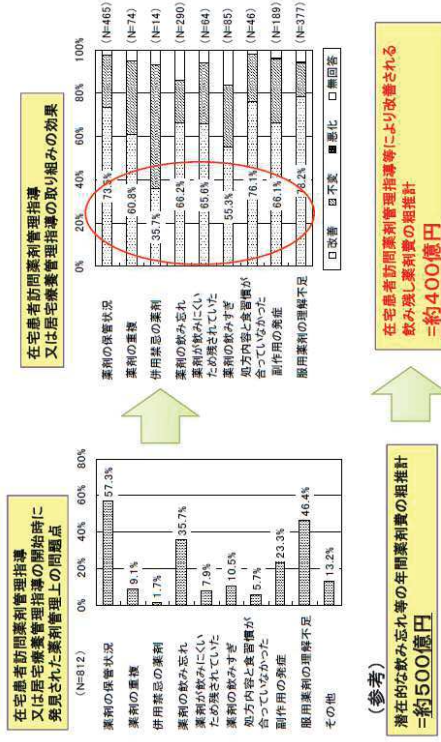 在宅患者訪問薬剤管理指導
又は居宅療養管理指導の開始時に
発見された薬剤管理上の問題点
(N=812)
0%
20%
40%
60%
80%
薬剤の保管状況
57.3%
薬剤の重複
9.1%
併用禁忌の薬剤
1.7%
薬剤の飲み忘れ
35.7%
薬剤が飲みにくい
ため残されていた
7.9%
薬剤の飲みすぎ
10.5%
処方内容と食習慣が
合っていなかった
5.7%
副作用の発症
23.3%
服用薬剤の理解不足
46.4%
その他
13.2%
在宅患者訪問薬剤管理指導
又は居宅療養管理指導の取り組みの効果
0%
20%
40%
60%
80%
100%
薬剤の保管状況
73.5%
(N=465)
薬剤の重複
60.8%
(N=74)
併用禁忌の薬剤
35.7%
(N=14)
薬剤の飲み忘れ
66.2%
(N=290)
薬剤が飲みにくい
ため残されていた
65.6%
(N=64)
薬剤の飲みすぎ
55.3%
(N=85)
処方内容と食習慣が
合っていなかった
76.1%
(N=46)
副作用の発症
66.1%
(N=189)
服用薬剤の理解不足
78.2%
(N=377)
改善 不変 悪化 無回答
(参考)
潜在的な飲み忘れ等の年間薬剤費の粗推計
=約500億円
在宅患者訪問薬剤管理指導等により改善される
飲み残し薬剤費の粗推計
=約400億円